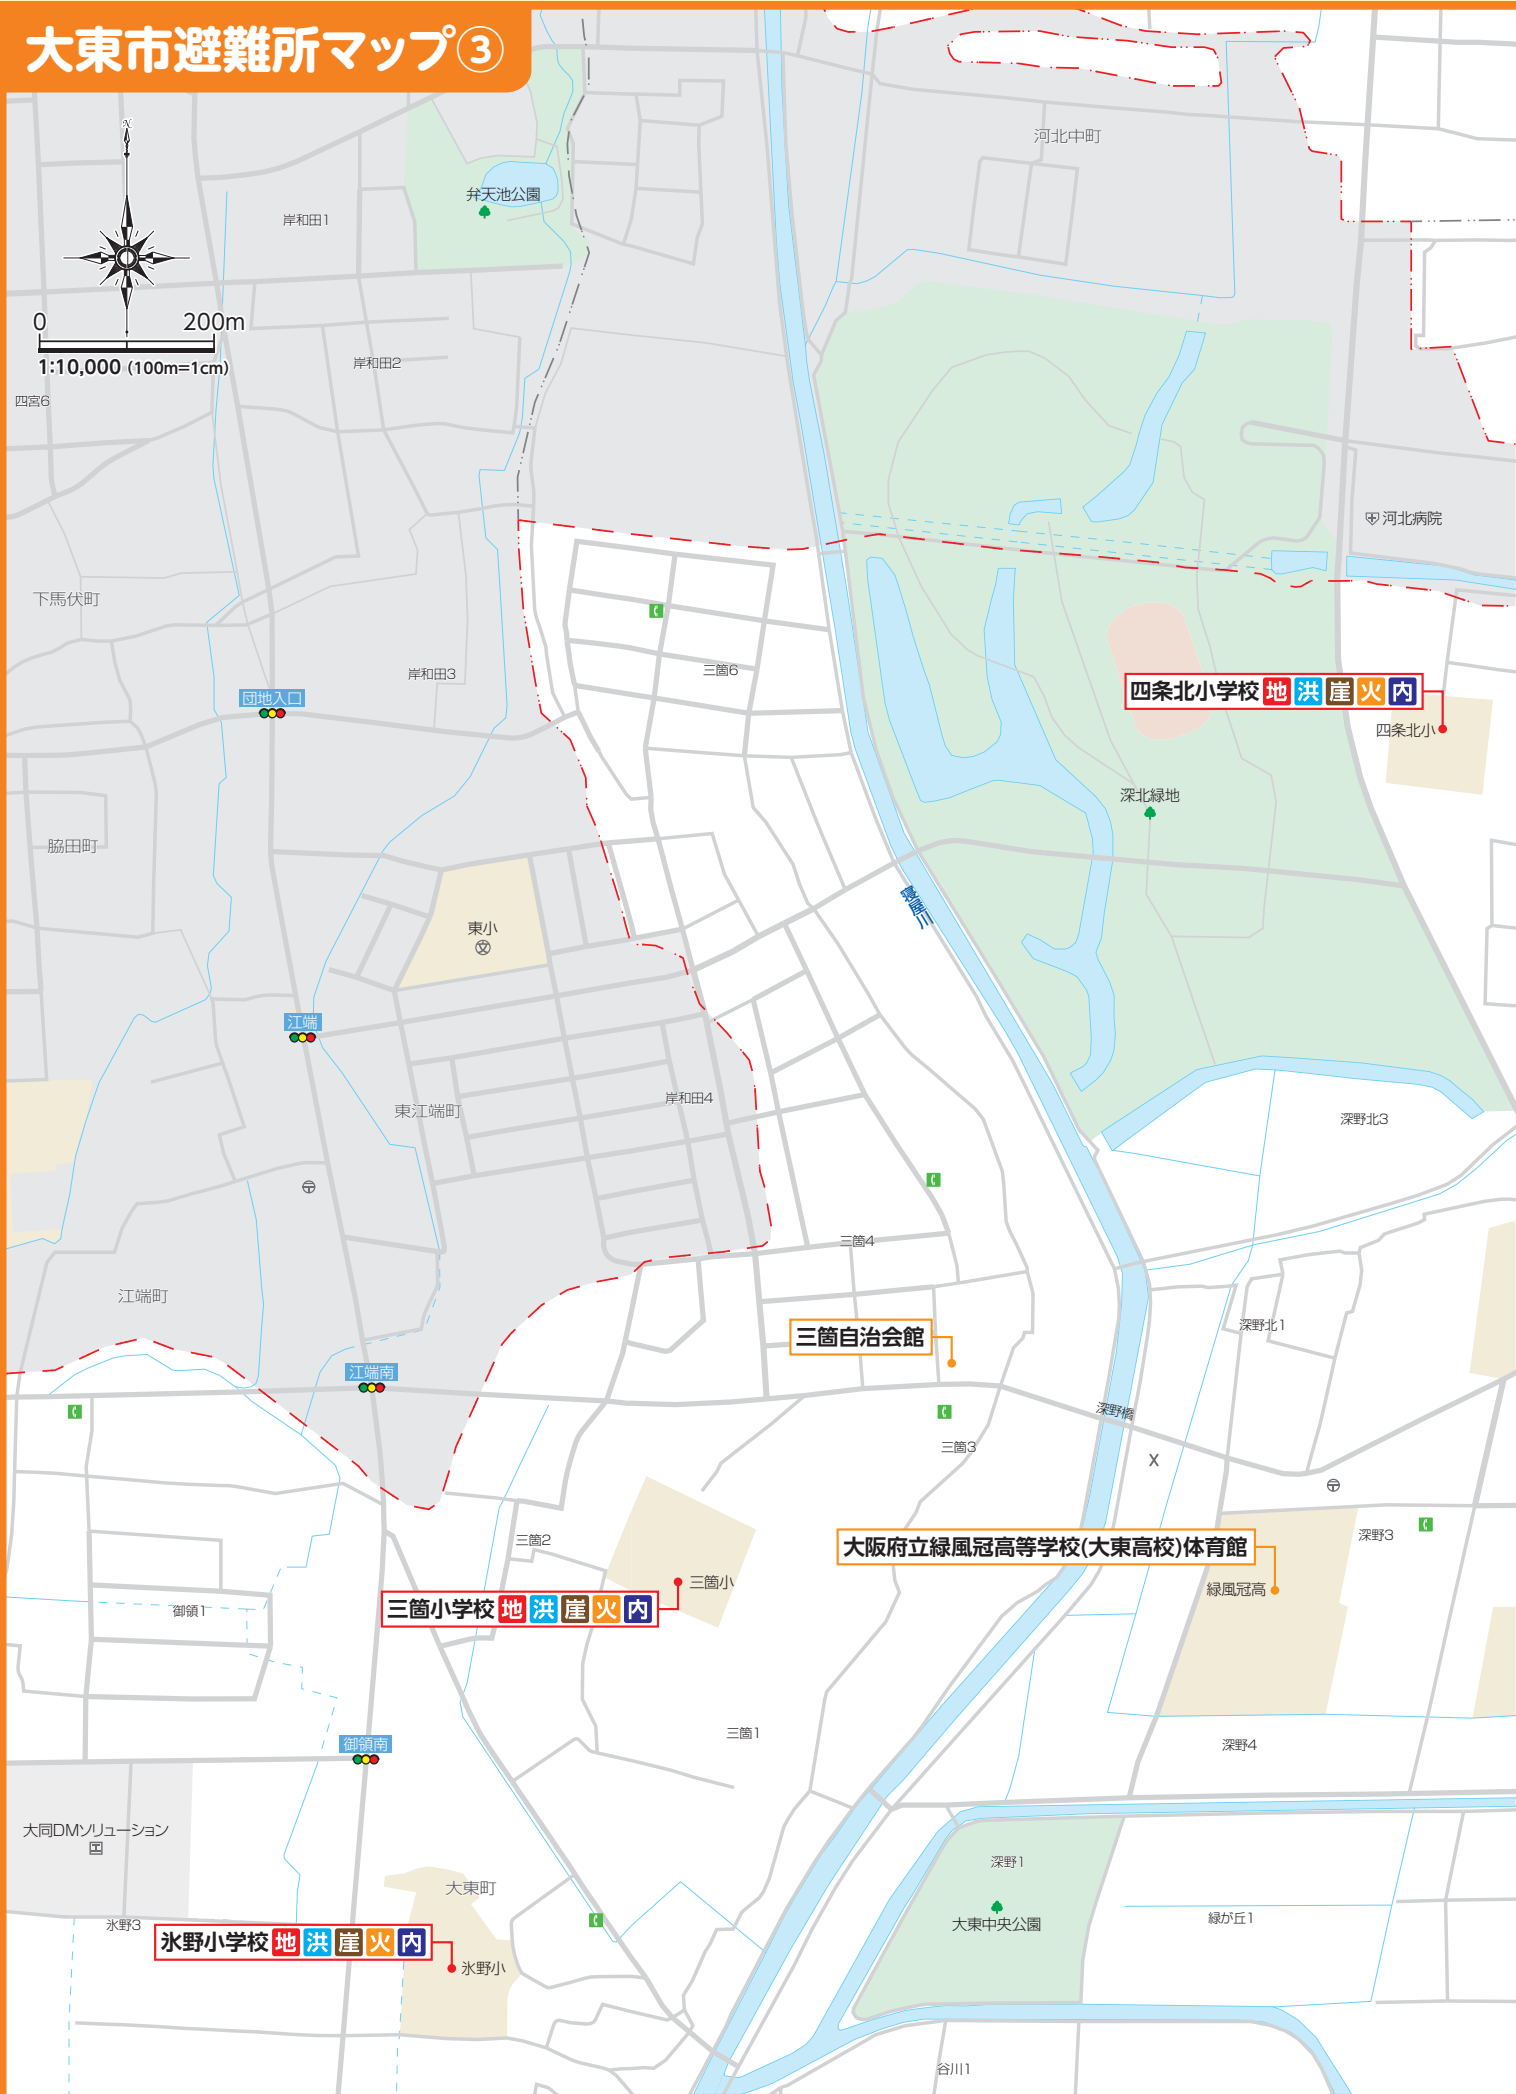 大東市避難所マップ③
N
0 200m
1:10,000 (100m=1cm)
河北中町
弁天池公園
岸和田1
岸和田2
四宮6
河北病院
下馬伏町
岸和田3
三箇6
団地入口
四条北小学校 地 洪 崖 火 内
四条北小
深北緑地
脇田町
寝屋川
東小
文
江端
東江端町
岸和田4
深野北3
三箇4
江端町
深野北1
三箇自治会館
江端南
深野橋
三箇3
X
三箇2
深野3
大阪府立緑風冠高等学校(大東高校)体育館
緑風冠高
三箇小
三箇小学校 地 洪 崖 火 内
御領1
三箇1
御領南
深野4
大同DMソリューション
深野1
大東町
大東中央公園
緑が丘1
氷野3
氷野小学校 地 洪 崖 火 内
氷野小
谷川1